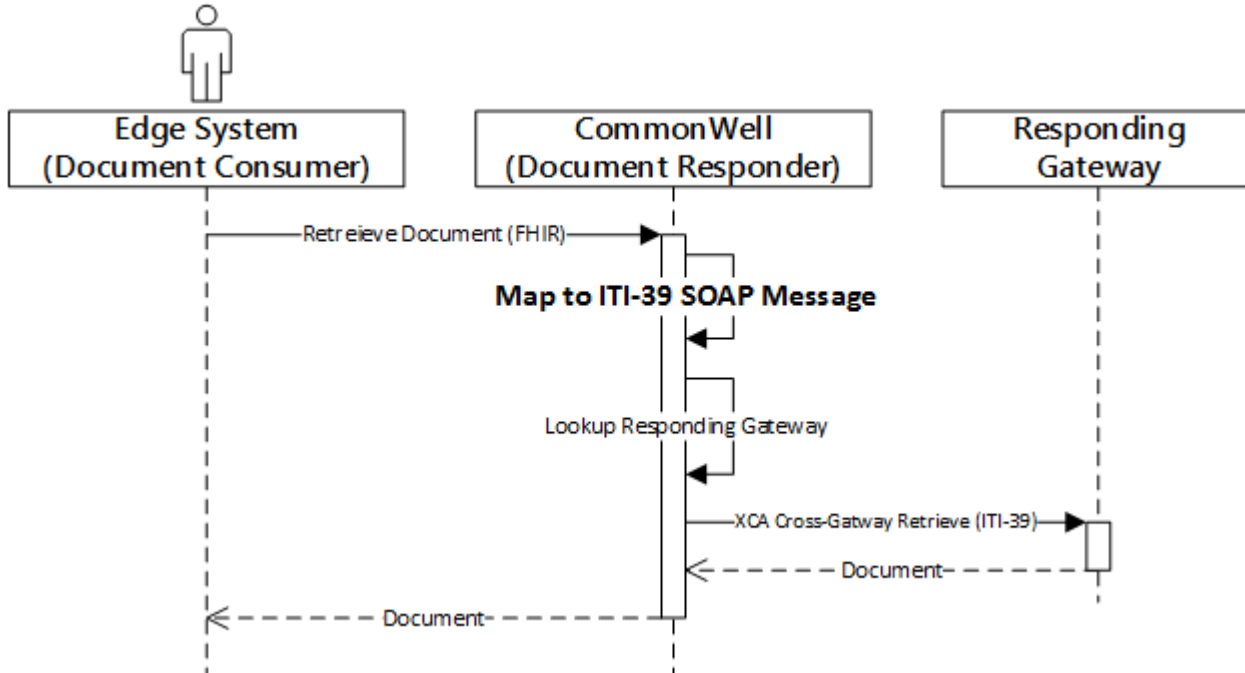 Edge System
(Document Consumer)
CommonWell
(Document Responder)
Responding
Gateway
Retreieve Document (FHIR)
Map to ITI-39 SOAP Message
Lookup Responding Gateway
XCA Cross-Gatway Retrieve (ITI-39)
Document
Document